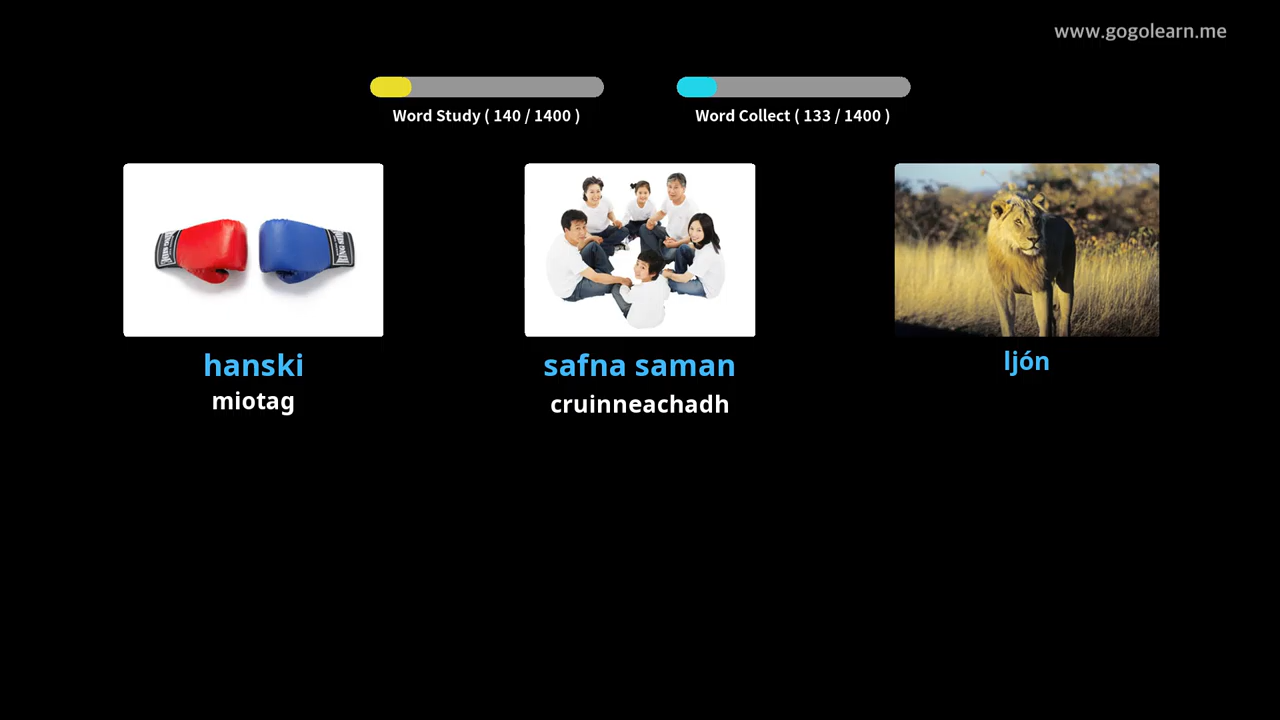 www.gogolearn.me
Word Study ( 140 / 1400 )
Word Collect ( 133 / 1400 )
hanski
miotag
safna saman
cruinneachadh
ljón